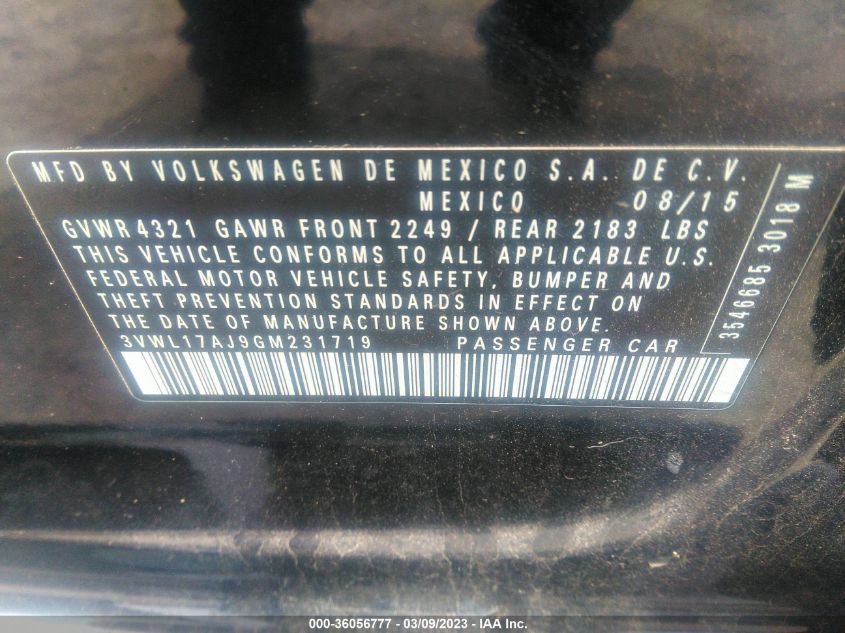 MFD BY VOLKSWAGEN DE MEXICO S.A. DE C.V.
MEXICO 08/15
GVWR 4321 GAWR FRONT 2249 / REAR 2183 LBS
THIS VEHICLE CONFORMS TO ALL APPLICABLE U.S.
FEDERAL MOTOR VEHICLE SAFETY, BUMPER AND
THEFT PREVENTION STANDARDS IN EFFECT ON
THE DATE OF MANUFACTURE SHOWN ABOVE.
3VWL17AJ9GM231719 PASSENGER CAR
3546685 3018 M
000-36056777 - 03/09/2023 - IAA Inc.